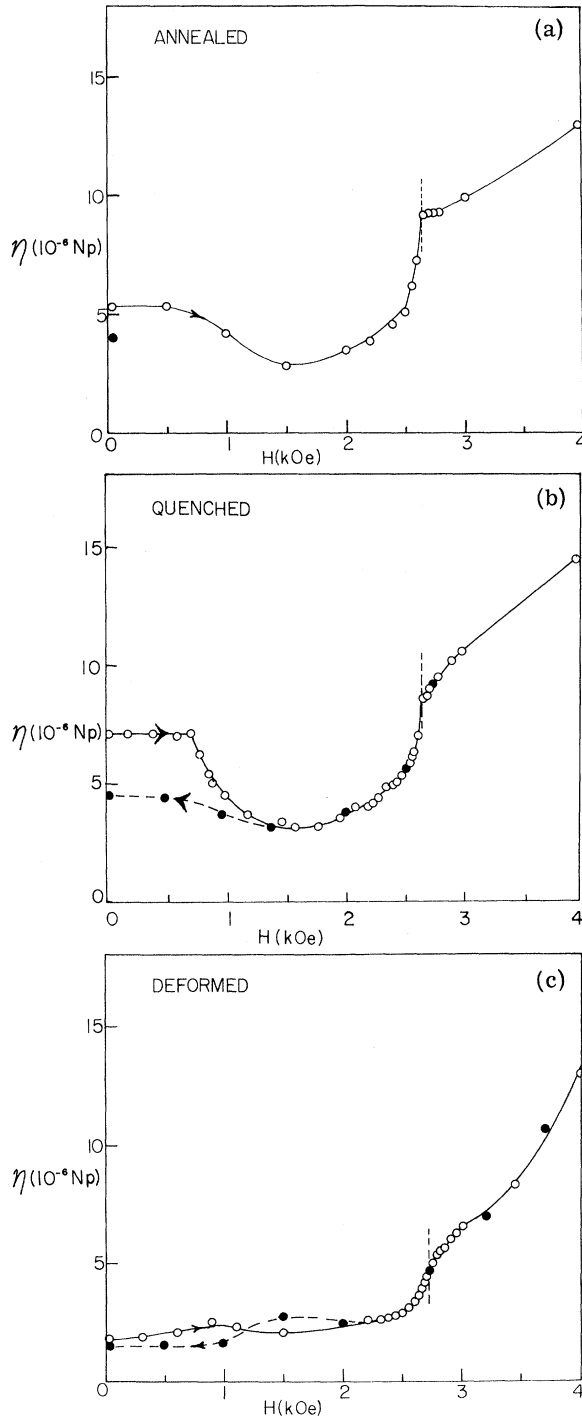 (a)
ANNEALED
15
10
η (10⁻⁶ Np)
5
0
0 1 2 3 4
H(kOe)
(b)
QUENCHED
15
10
η (10⁻⁶ Np)
5
0
0 1 2 3 4
H(kOe)
(c)
DEFORMED
15
10
η (10⁻⁶ Np)
5
0 1 2 3 4
H(kOe)